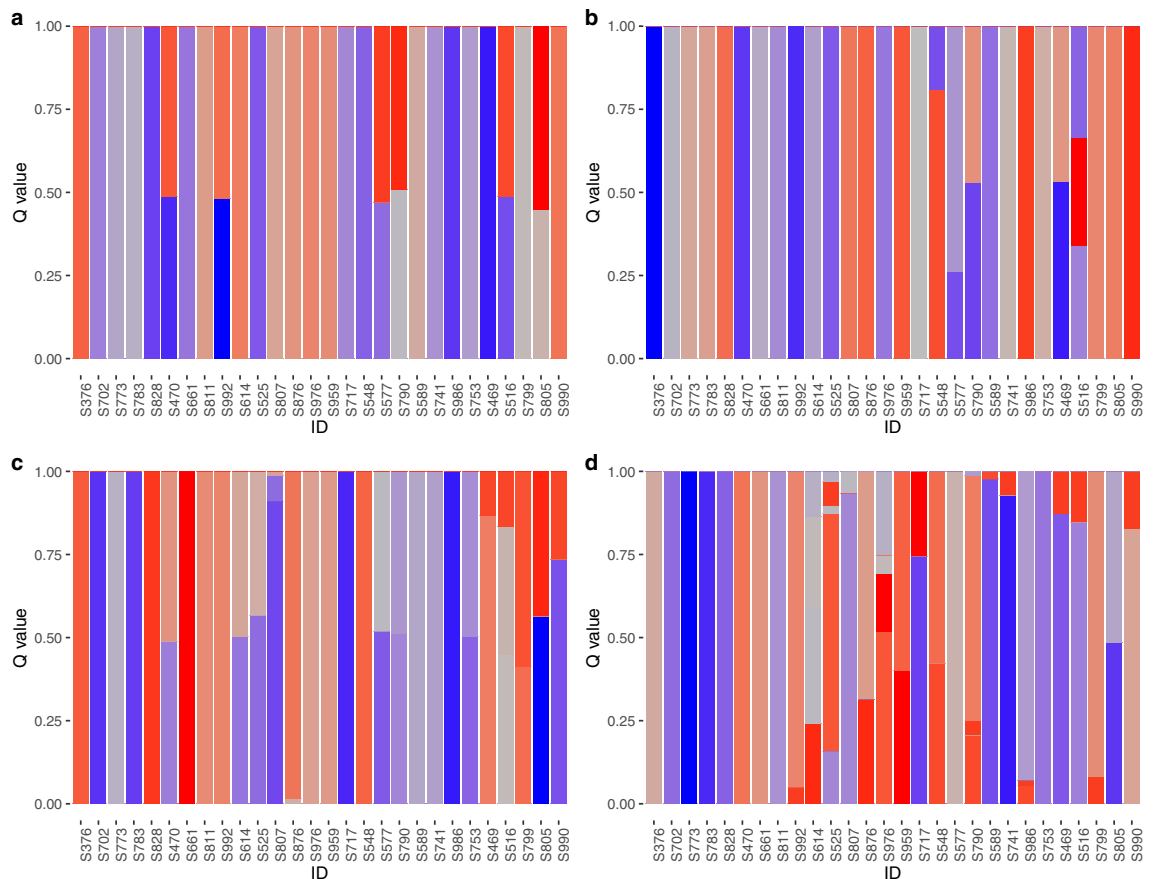 a
1.00
0.75
0.50
0.25
0.00
Q value
S376 S702 S773 S783 S828 S470 S661 S811 S992 S614 S525 S807 S876 S976 S959 S717 S548 S577 S790 S589 S741 S986 S753 S469 S516 S799 S805 S990
ID
b
1.00
0.75
0.50
0.25
0.00
Q value
S376 S702 S773 S783 S828 S470 S661 S811 S992 S614 S525 S807 S876 S976 S959 S717 S548 S577 S790 S589 S741 S986 S753 S469 S516 S799 S805 S990
ID
c
1.00
0.75
0.50
0.25
0.00
Q value
S376 S702 S773 S783 S828 S470 S661 S811 S992 S614 S525 S807 S876 S976 S959 S717 S548 S577 S790 S589 S741 S986 S753 S469 S516 S799 S805 S990
ID
d
1.00
0.75
0.50
0.25
0.00
Q value
S376 S702 S773 S783 S828 S470 S661 S811 S992 S614 S525 S807 S876 S976 S959 S717 S548 S577 S790 S589 S741 S986 S753 S469 S516 S799 S805 S990
ID